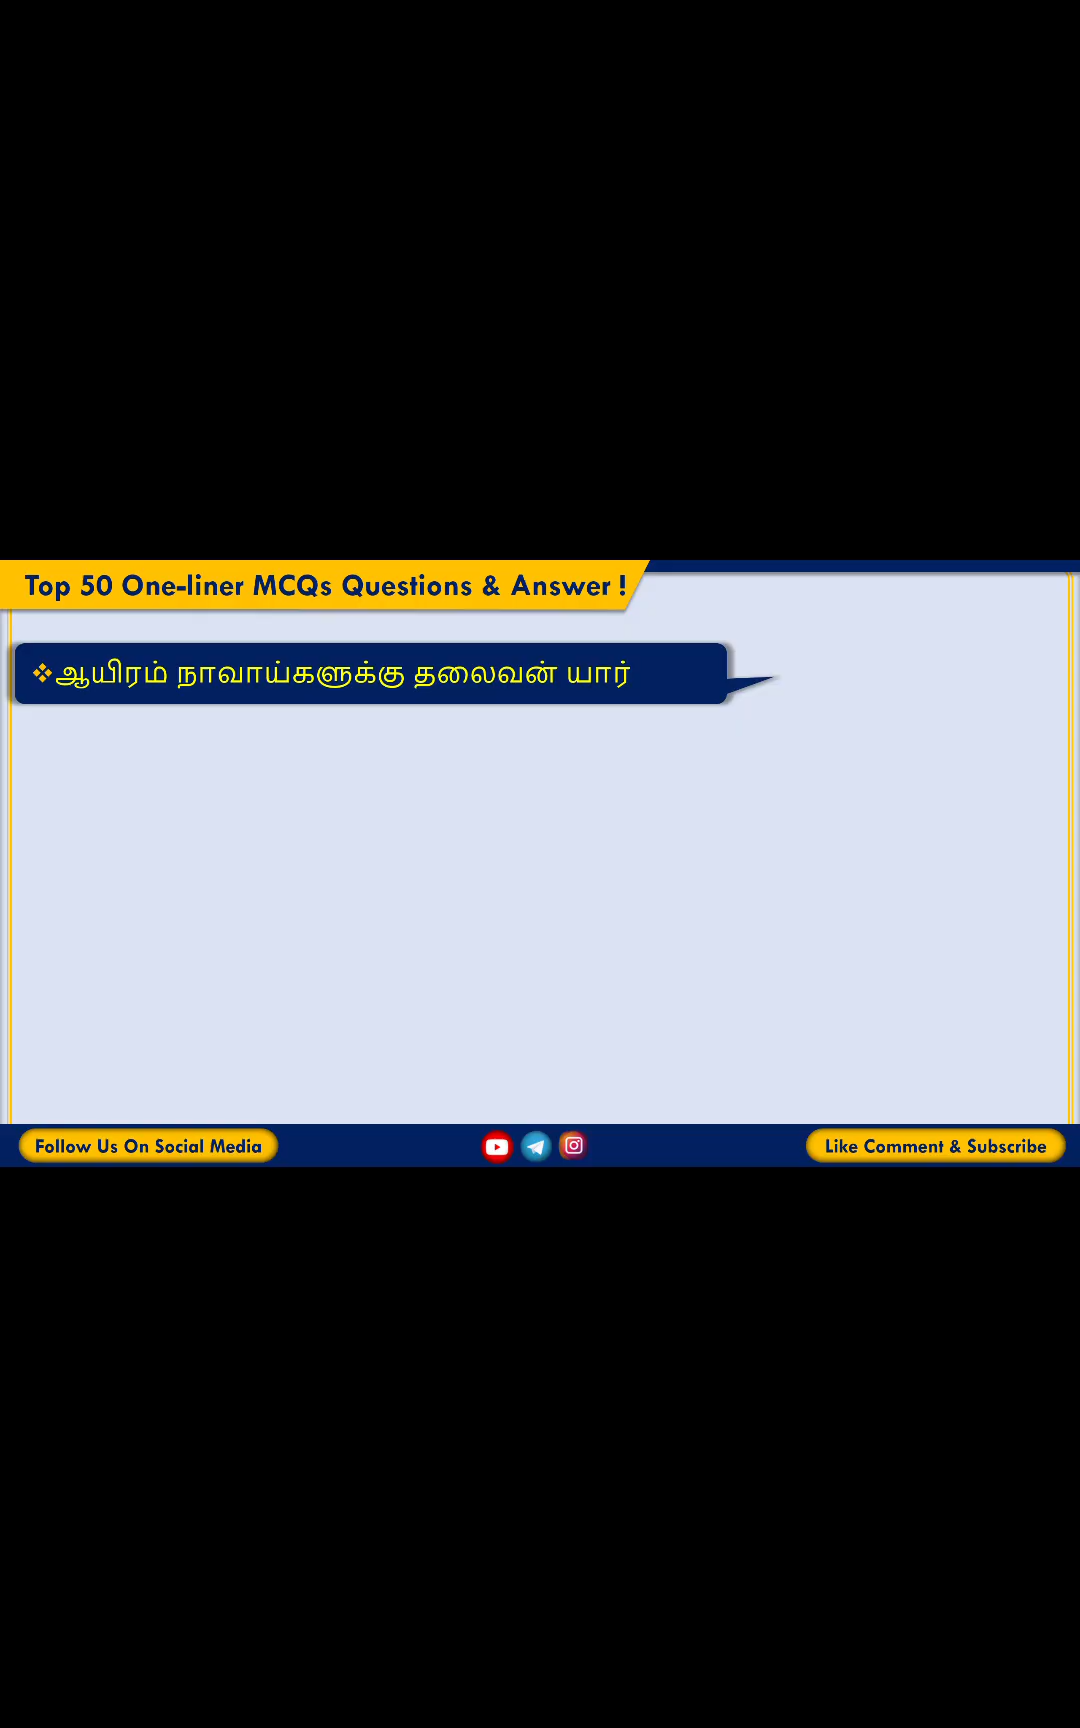 Top 50 One-liner MCQs Questions & Answer !
❖ஆயிரம் நாவாய்களுக்கு தலைவன் யார்
Follow Us On Social Media
Like Comment & Subscribe